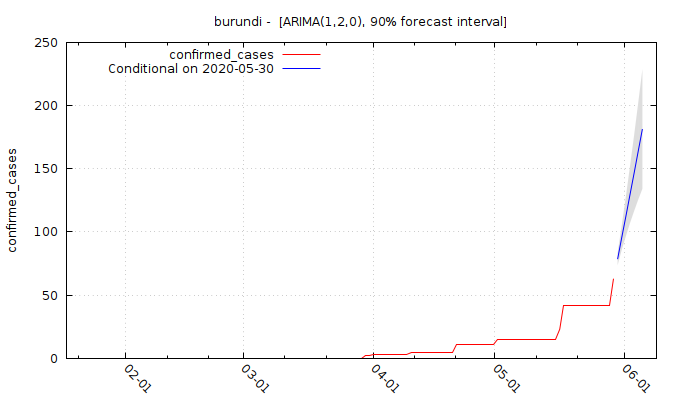 burundi - [ARIMA(1,2,0), 90% forecast interval]
confirmed_cases
Conditional on 2020-05-30
250
200
150
100
50
0
confirmed_cases
02-01
03-01
04-01
05-01
06-01